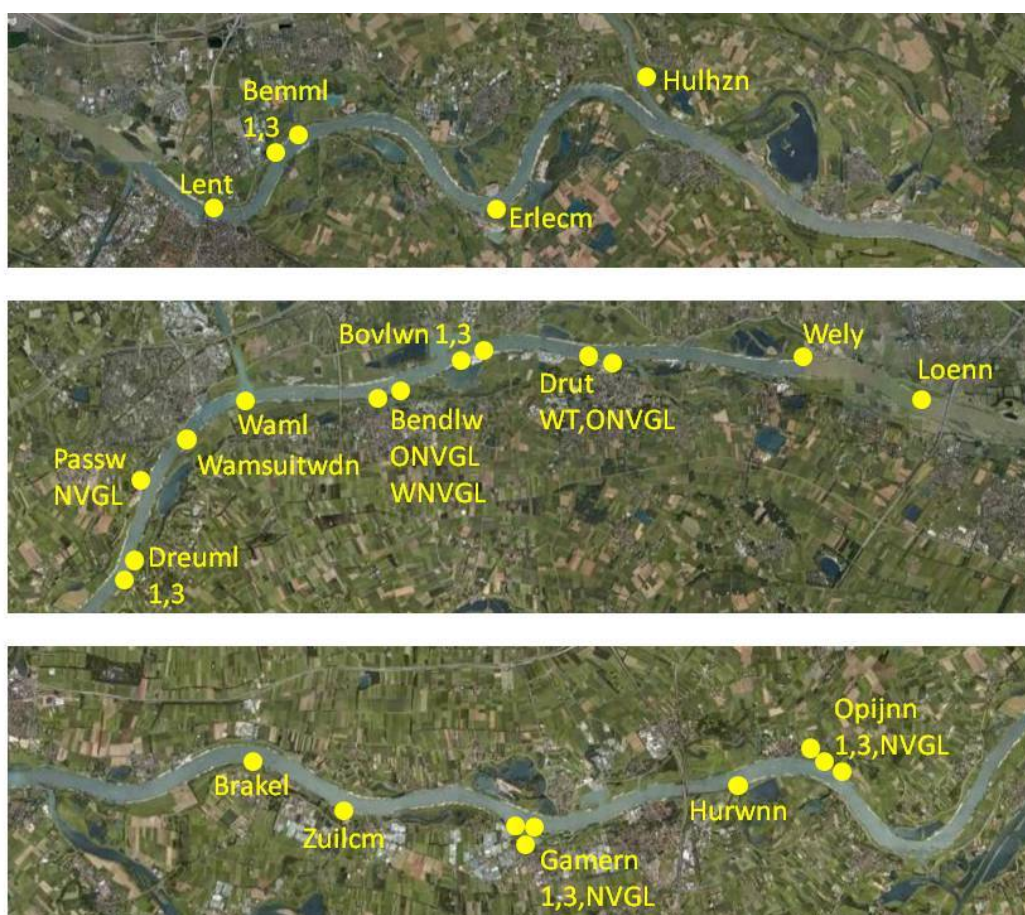 Hulhzn
Bemml
1,3
Lent
Erlecm
Bovlwn 1,3
Wely
Drut
WT,ONVGL
Loenn
Waml
Bendlw
ONVGL
WNVGL
Wamsuitwdn
Passw
NVGL
Dreuml
1,3
Opijnn
1,3,NVGL
Brakel
Hurwnn
Zuilcm
Gamern
1,3,NVGL